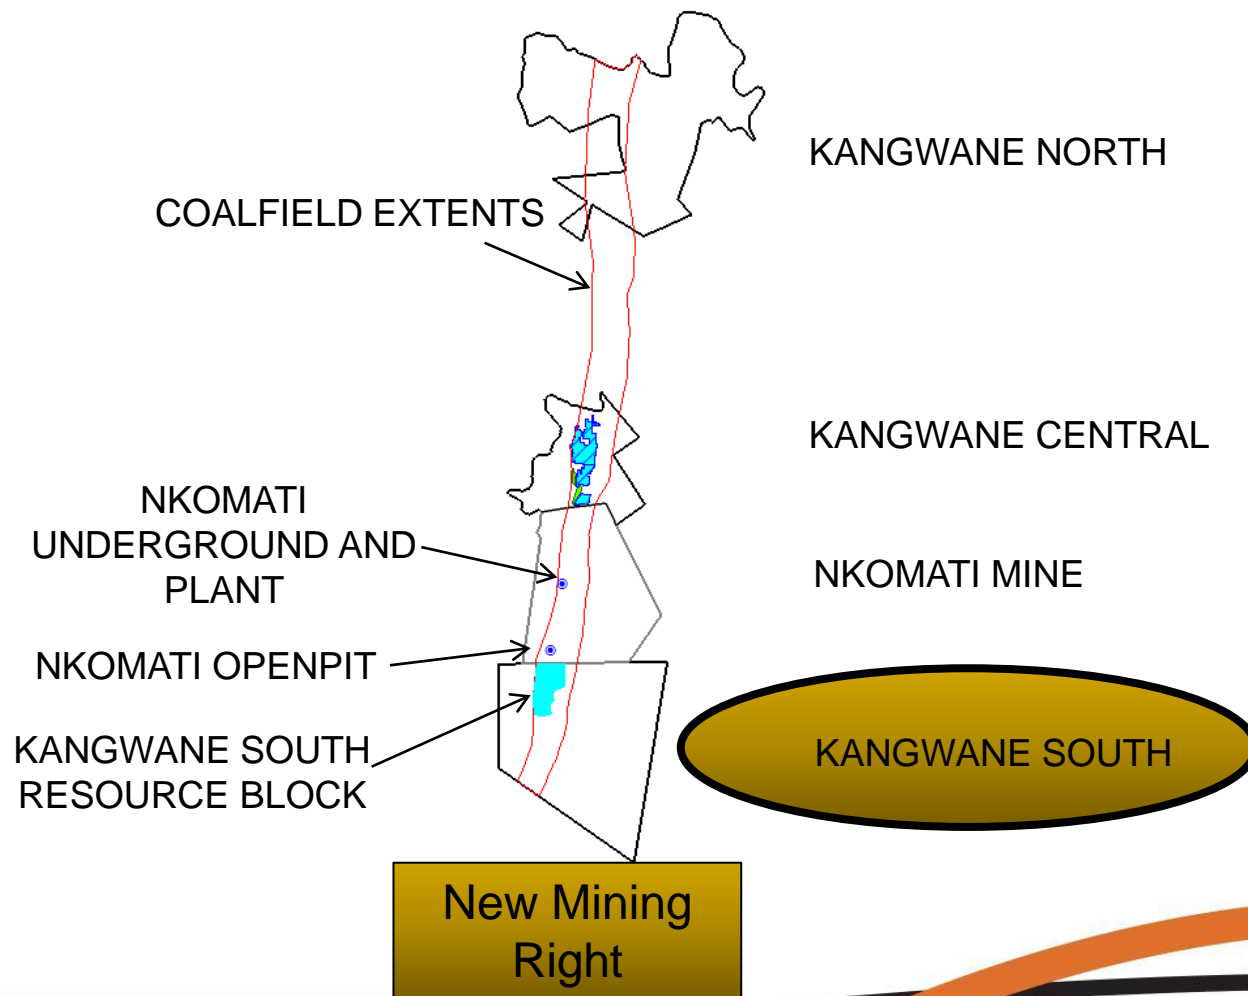 KANGWANE NORTH
COALFIELD EXTENTS
KANGWANE CENTRAL
NKOMATI
UNDERGROUND AND
PLANT
NKOMATI MINE
NKOMATI OPENPIT
KANGWANE SOUTH
RESOURCE BLOCK
KANGWANE SOUTH
New Mining
Right